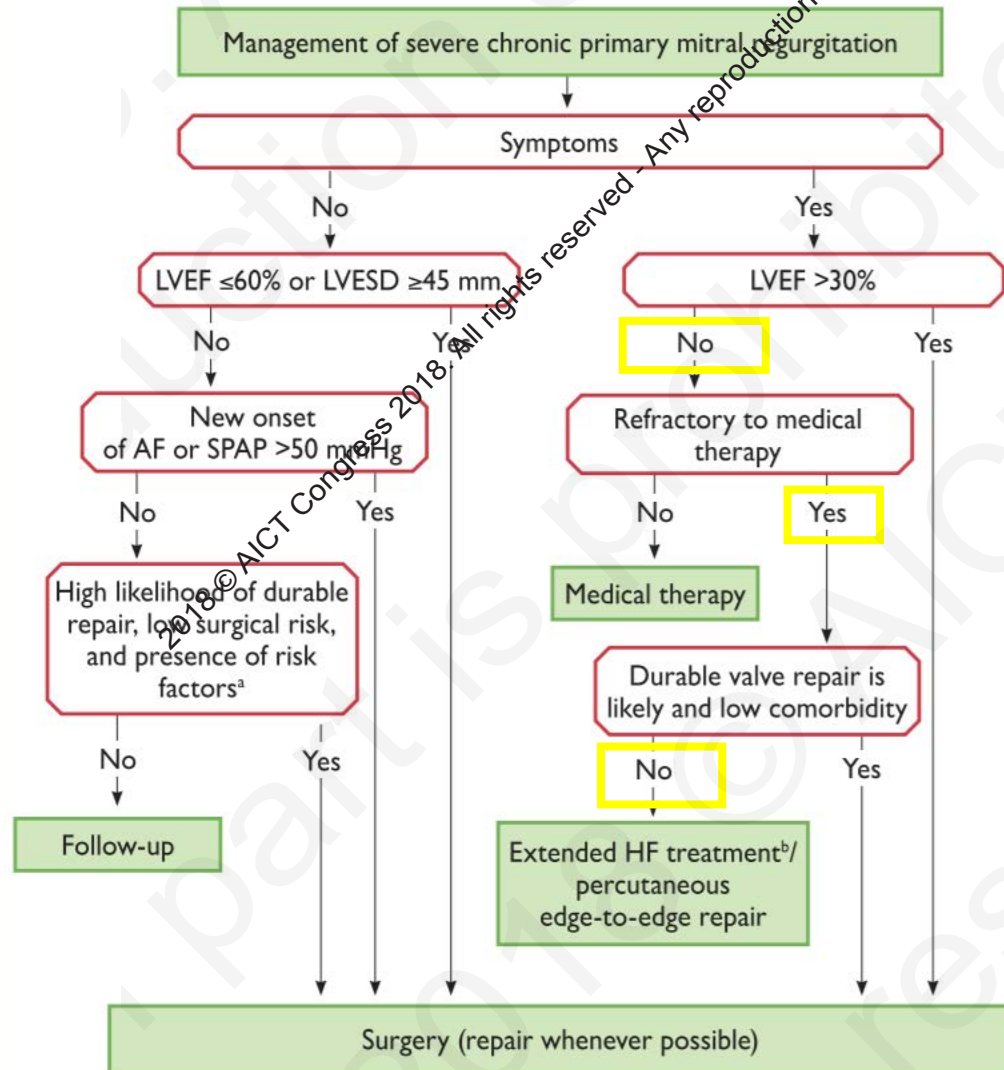 Management of severe chronic primary mitral regurgitation
Symptoms
No
Yes
LVEF ≤60% or LVESD ≥45 mm
LVEF >30%
No
Yes
No
Yes
New onset
of AF or SPAP >50 mmHg
Refractory to medical
therapy
No
Yes
No
Yes
High likelihood of durable
repair, low surgical risk,
and presence of risk
factorsᵃ
Medical therapy
Durable valve repair is
likely and low comorbidity
No
Yes
No
Yes
Follow-up
Extended HF treatmentᵇ/
percutaneous
edge-to-edge repair
Surgery (repair whenever possible)
2018 © AICT Congress 2018. All rights reserved - Any reproduction